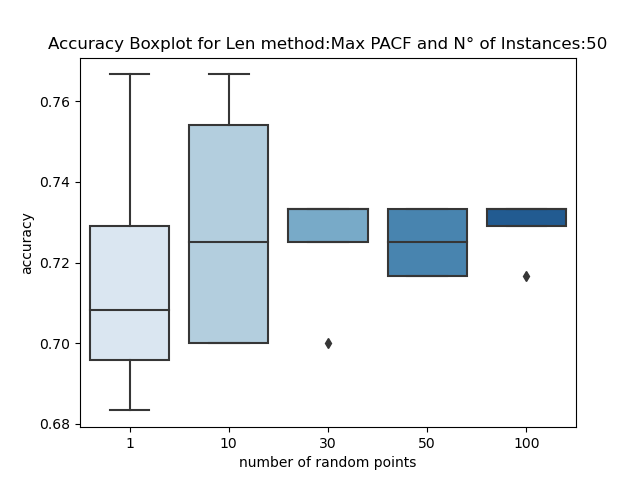 Accuracy Boxplot for Len method:Max PACF and N° of Instances:50
accuracy
0.76
0.74
0.72
0.70
0.68
1 10 30 50 100
number of random points